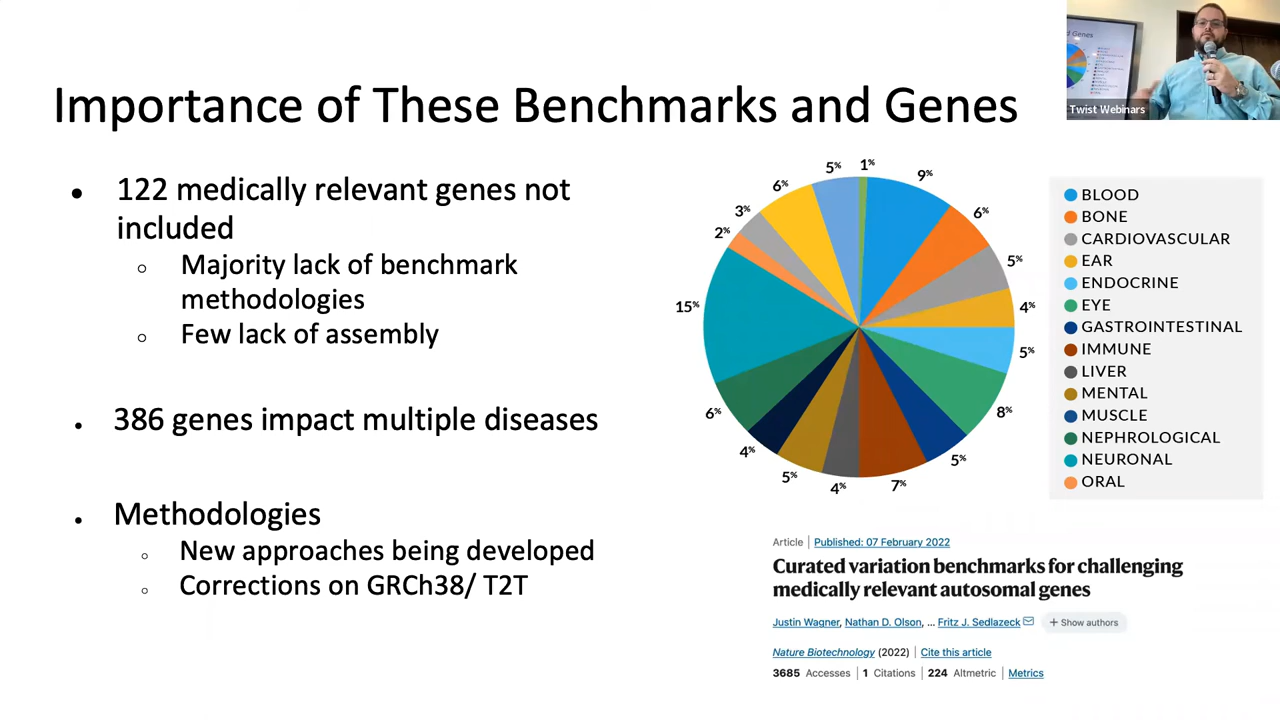 Importance of These Benchmarks and Genes
Twist Webinars
• 122 medically relevant genes not
included
○ Majority lack of benchmark
methodologies
○ Few lack of assembly
• 386 genes impact multiple diseases
• Methodologies
○ New approaches being developed
○ Corrections on GRCh38/ T2T
1%
9%
6%
5%
4%
5%
8%
5%
7%
4%
5%
4%
6%
15%
2%
3%
6%
5%
BLOOD
BONE
CARDIOVASCULAR
EAR
ENDOCRINE
EYE
GASTROINTESTINAL
IMMUNE
LIVER
MENTAL
MUSCLE
NEPHROLOGICAL
NEURONAL
ORAL
Article | Published: 07 February 2022
Curated variation benchmarks for challenging
medically relevant autosomal genes
Justin Wagner, Nathan D. Olson, ... Fritz J. Sedlazeck + Show authors
Nature Biotechnology (2022) | Cite this article
3685 Accesses | 1 Citations | 224 Altmetric | Metrics